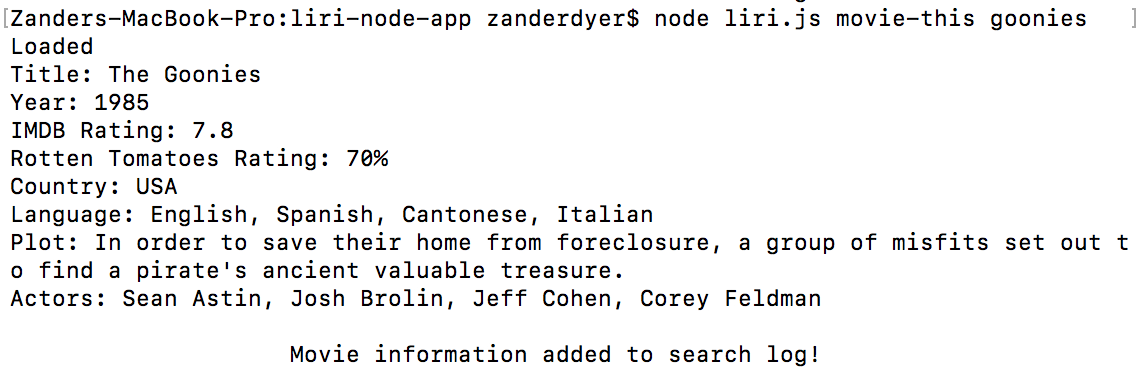 [Zanders-MacBook-Pro:liri-node-app zanderdyer$ node liri.js movie-this goonies ]
Loaded
Title: The Goonies
Year: 1985
IMDB Rating: 7.8
Rotten Tomatoes Rating: 70%
Country: USA
Language: English, Spanish, Cantonese, Italian
Plot: In order to save their home from foreclosure, a group of misfits set out t
o find a pirate's ancient valuable treasure.
Actors: Sean Astin, Josh Brolin, Jeff Cohen, Corey Feldman
Movie information added to search log!